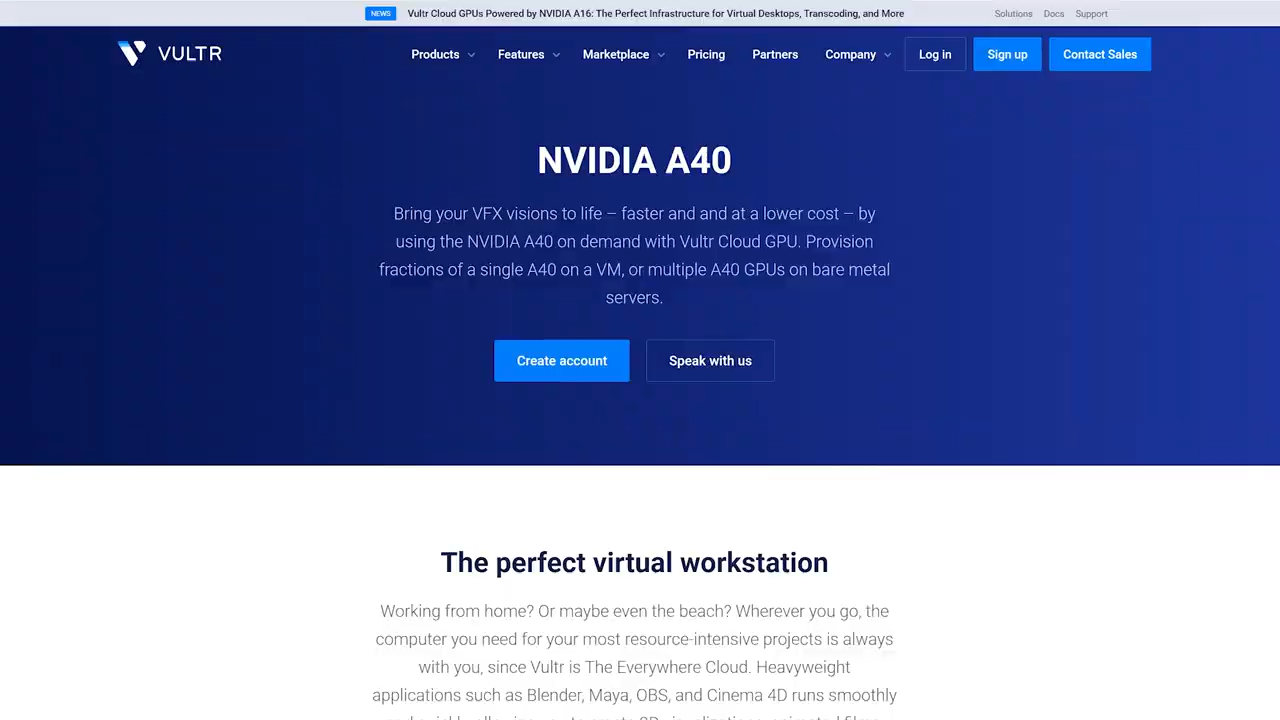 NEWS Vultr Cloud GPUs Powered by NVIDIA A16: The Perfect Infrastructure for Virtual Desktops, Transcoding, and More Solutions Docs Support
VULTR Products Features Marketplace Pricing Partners Company Log in Sign up Contact Sales
NVIDIA A40
Bring your VFX visions to life – faster and and at a lower cost – by
using the NVIDIA A40 on demand with Vultr Cloud GPU. Provision
fractions of a single A40 on a VM, or multiple A40 GPUs on bare metal
servers.
Create account Speak with us
The perfect virtual workstation
Working from home? Or maybe even the beach? Wherever you go, the
computer you need for your most resource-intensive projects is always
with you, since Vultr is The Everywhere Cloud. Heavyweight
applications such as Blender, Maya, OBS, and Cinema 4D runs smoothly